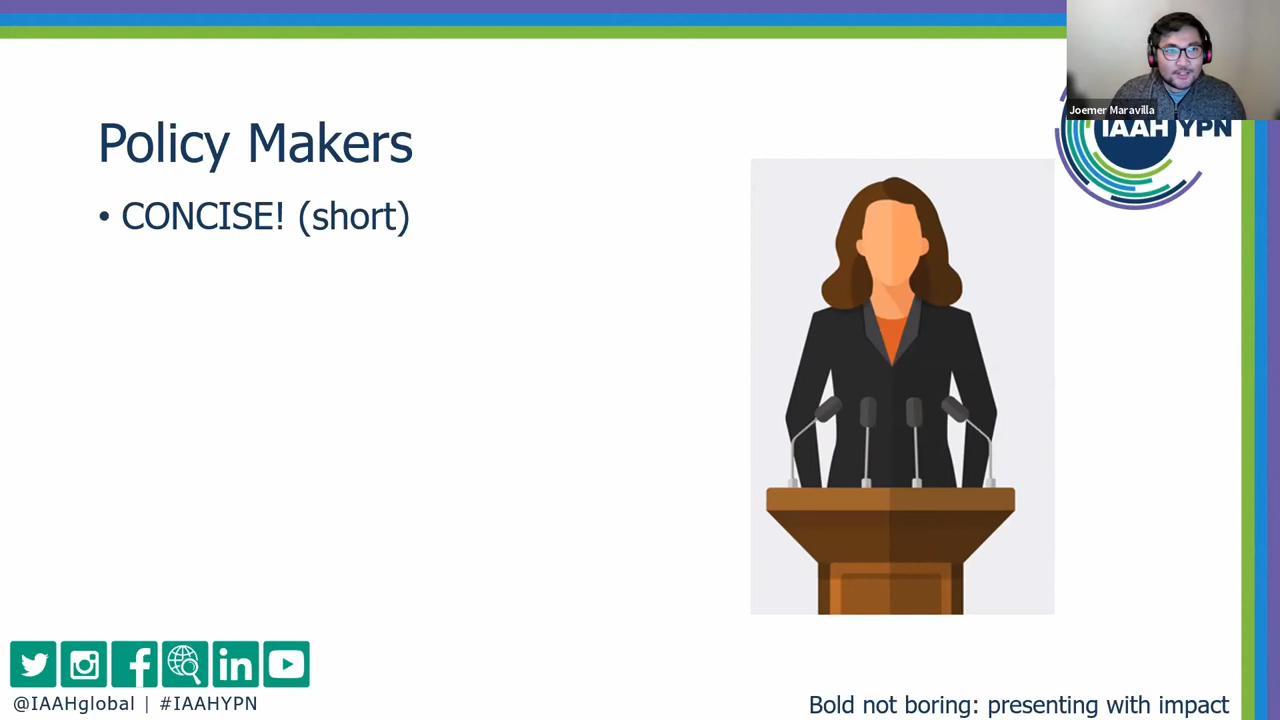 Joemer Maravilla
IAAH YPN
Policy Makers
• CONCISE! (short)
@IAAHglobal | #IAAHYPN
Bold not boring: presenting with impact